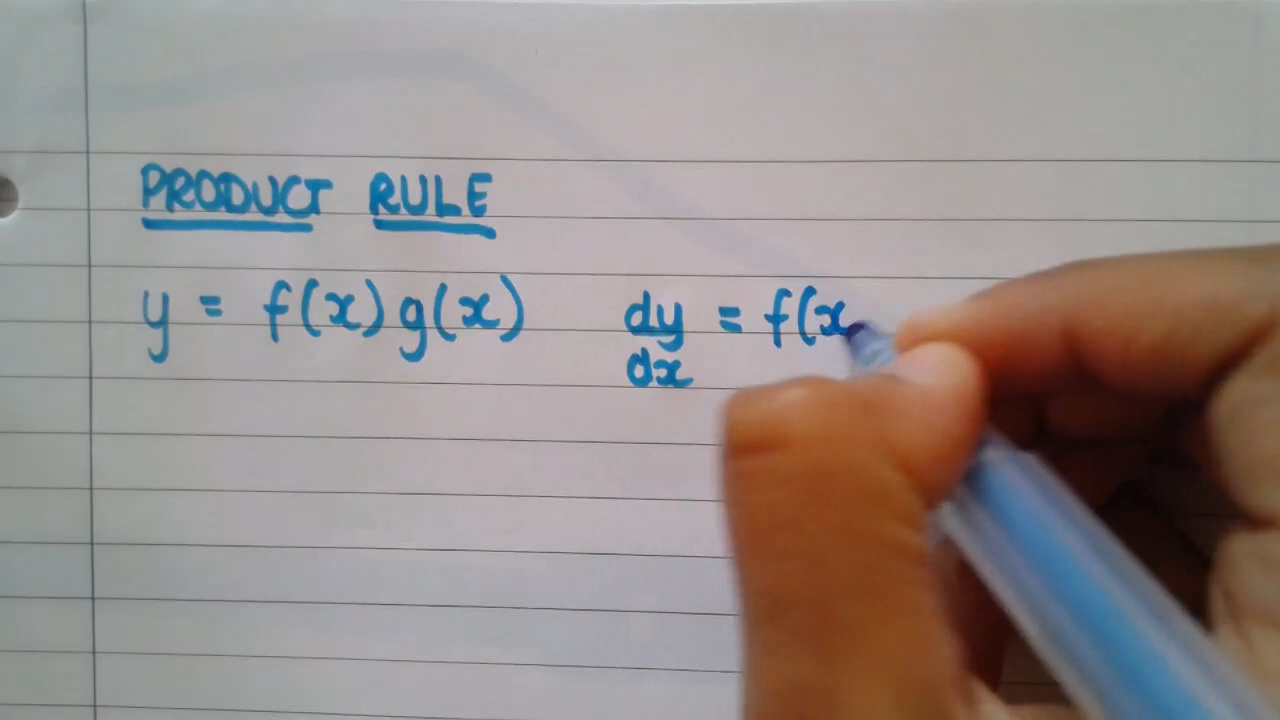 PRODUCT RULE
y = f(x)g(x) dy/dx = f(x